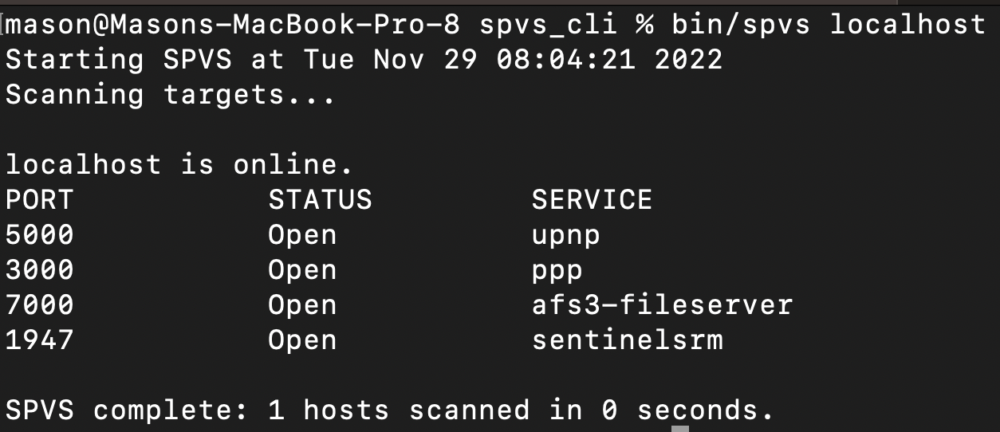 mason@Masons-MacBook-Pro-8 spvs_cli % bin/spvs localhost
Starting SPVS at Tue Nov 29 08:04:21 2022
Scanning targets...
localhost is online.
PORT STATUS SERVICE
5000 Open upnp
3000 Open ppp
7000 Open afs3-fileserver
1947 Open sentinelsrm
SPVS complete: 1 hosts scanned in 0 seconds.